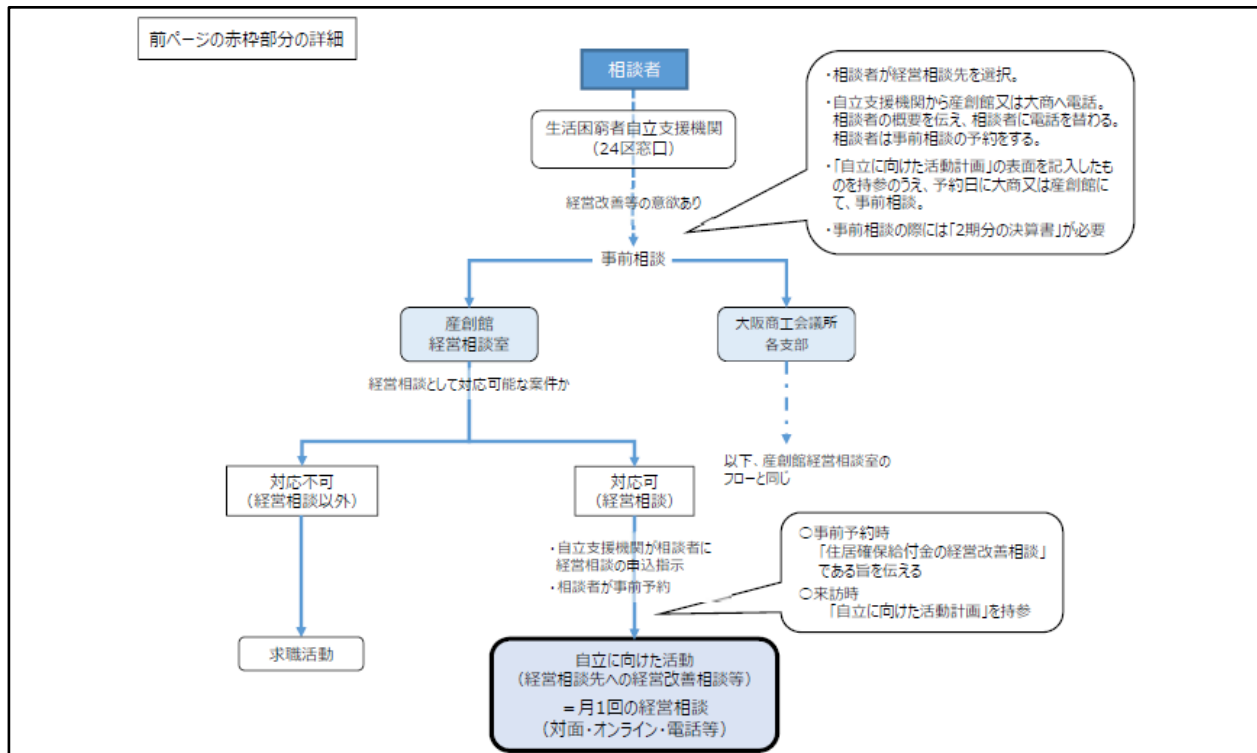 前ページの赤枠部分の詳細
相談者
生活困窮者自立支援機関
（24区窓口）
経営改善等の意欲あり
・相談者が経営相談先を選択。
・自立支援機関から産創館又は大商へ電話。
相談者の概要を伝え、相談者に電話を替わる。
相談者は事前相談の予約をする。
・「自立に向けた活動計画」の表面を記入したも
のを持参のうえ、予約日に大商又は産創館に
て、事前相談。
・事前相談の際には「2期分の決算書」が必要
事前相談
産創館
経営相談室
大阪商工会議所
各支部
経営相談として対応可能な案件か
以下、産創館経営相談室の
フローと同じ
対応不可
（経営相談以外）
対応可
（経営相談）
・自立支援機関が相談者に
経営相談の申込指示
・相談者が事前予約
○事前予約時
「住居確保給付金の経営改善相談」
である旨を伝える
○来訪時
「自立に向けた活動計画」を持参
求職活動
自立に向けた活動
（経営相談先への経営改善相談等）
＝月1回の経営相談
（対面・オンライン・電話等）